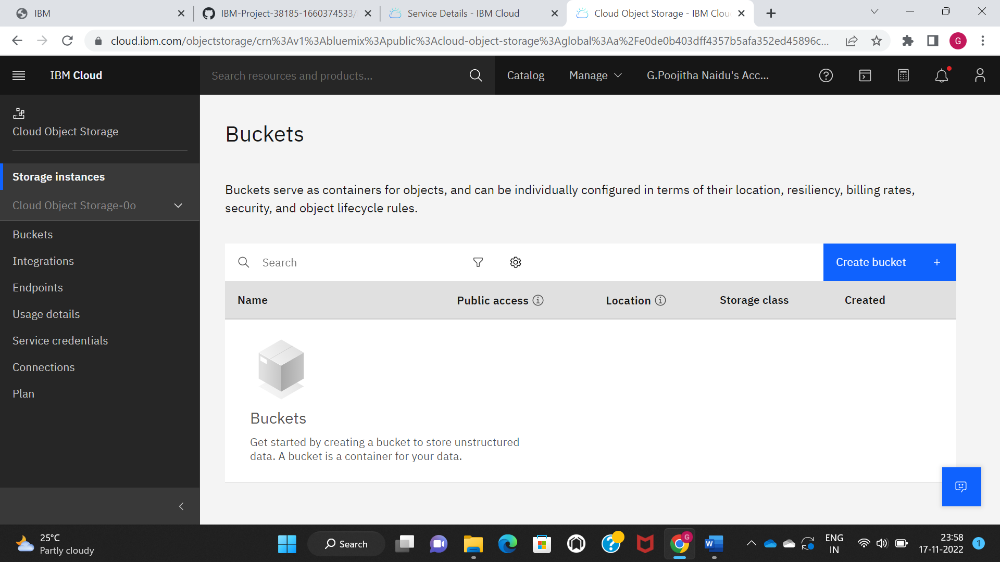 IBM
IBM-Project-38185-1660374533/
Service Details - IBM Cloud
Cloud Object Storage - IBM Clou
cloud.ibm.com/objectstorage/crn%3Av1%3Abluemix%3Apublic%3Acloud-object-storage%3Aglobal%3Aa%2Fe0de0b403dff4357b5afa352ed45896c...
G
IBM Cloud
Search resources and products...
Catalog
Manage
G.Poojitha Naidu's Acc...
Cloud Object Storage
Storage instances
Cloud Object Storage-0o
Buckets
Integrations
Endpoints
Usage details
Service credentials
Connections
Plan
Buckets
Buckets serve as containers for objects, and can be individually configured in terms of their location, resiliency, billing rates,
security, and object lifecycle rules.
Search
Create bucket +
Name
Public access
Location
Storage class
Created
Buckets
Get started by creating a bucket to store unstructured
data. A bucket is a container for your data.
25°C
Partly cloudy
Search
G
W
ENG
IN
23:58
17-11-2022
1